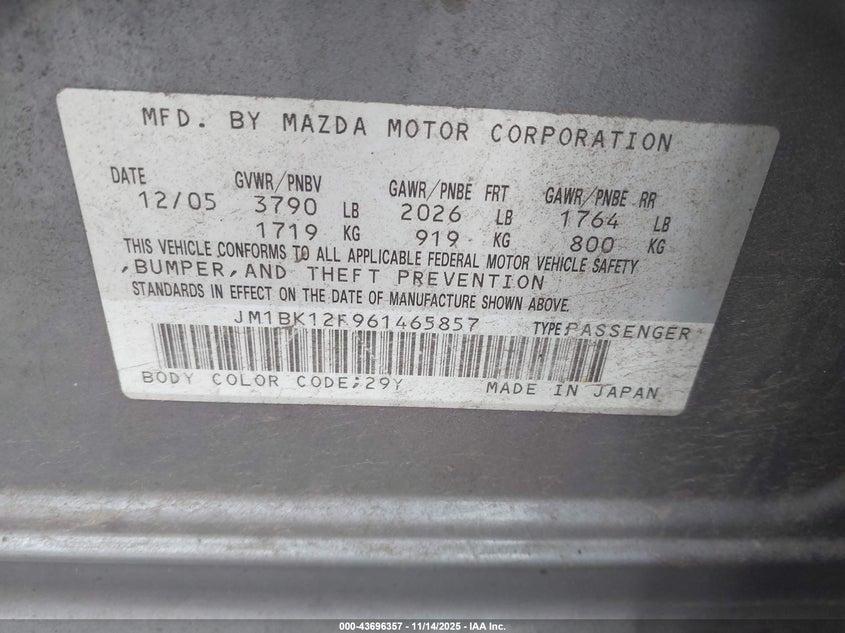 MFD. BY MAZDA MOTOR CORPORATION
DATE GVWR/PNBV GAWR/PNBE FRT GAWR/PNBE RR
12/05 3790 LB 2026 LB 1764 LB
1719 KG 919 KG 800 KG
THIS VEHICLE CONFORMS TO ALL APPLICABLE FEDERAL MOTOR VEHICLE SAFETY
,BUMPER,AND THEFT PREVENTION
STANDARDS IN EFFECT ON THE DATE OF MANUFACTURE SHOWN ABOVE.
JM1BK12F961465857 TYPE:PASSENGER
BODY COLOR CODE;29Y MADE IN JAPAN
000-43696357 - 11/14/2025 - IAA Inc.